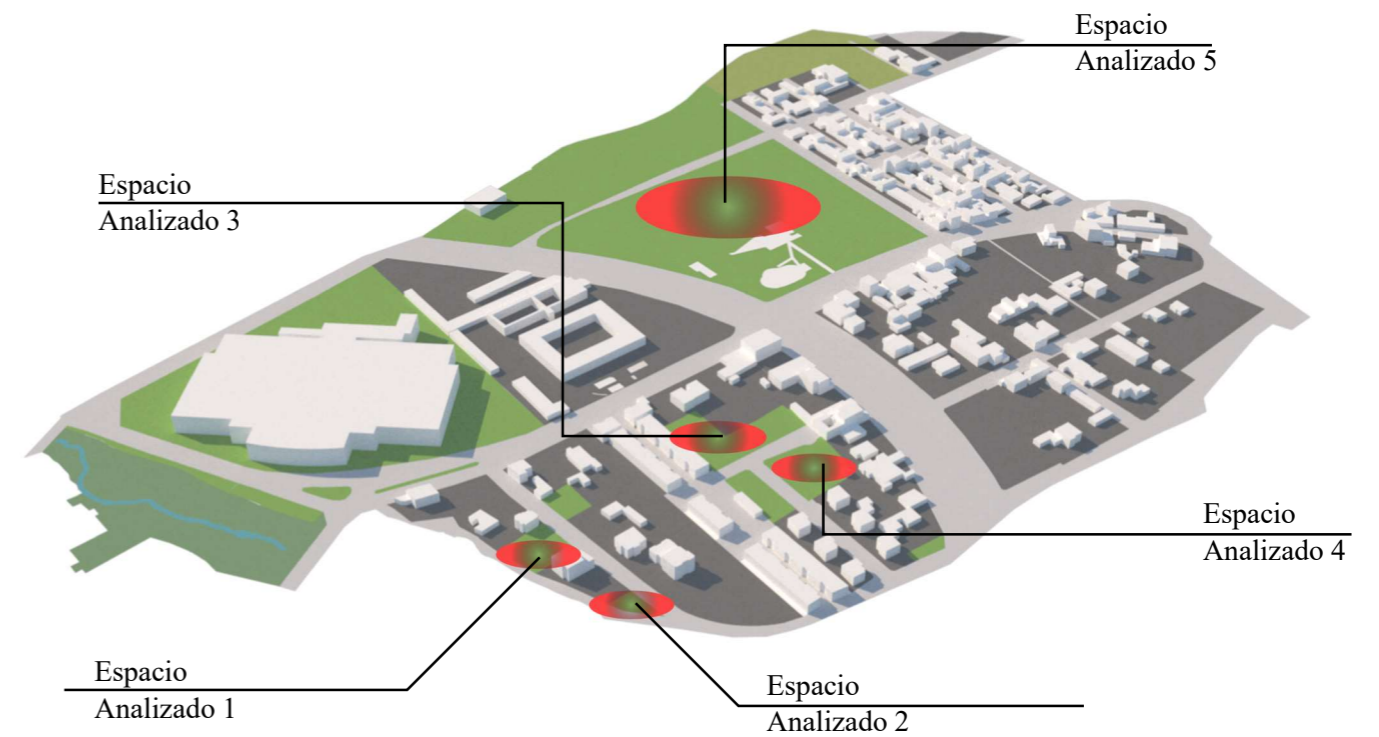 Espacio
Analizado 5
Espacio
Analizado 3
Espacio
Analizado 4
Espacio
Analizado 1
Espacio
Analizado 2